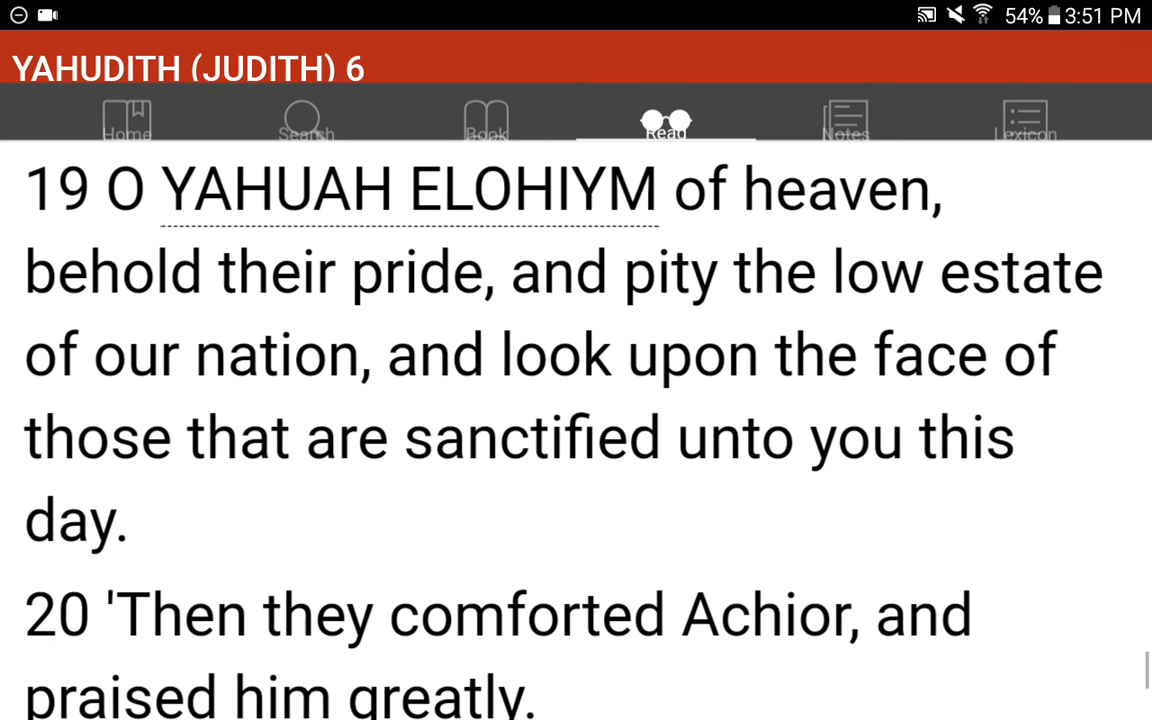 54% 3:51 PM
YAHUDITH (JUDITH) 6
Home Search Book Read Notes Lexicon
19 O YAHUAH ELOHIYM of heaven,
behold their pride, and pity the low estate
of our nation, and look upon the face of
those that are sanctified unto you this
day.
20 'Then they comforted Achior, and
praised him greatly.